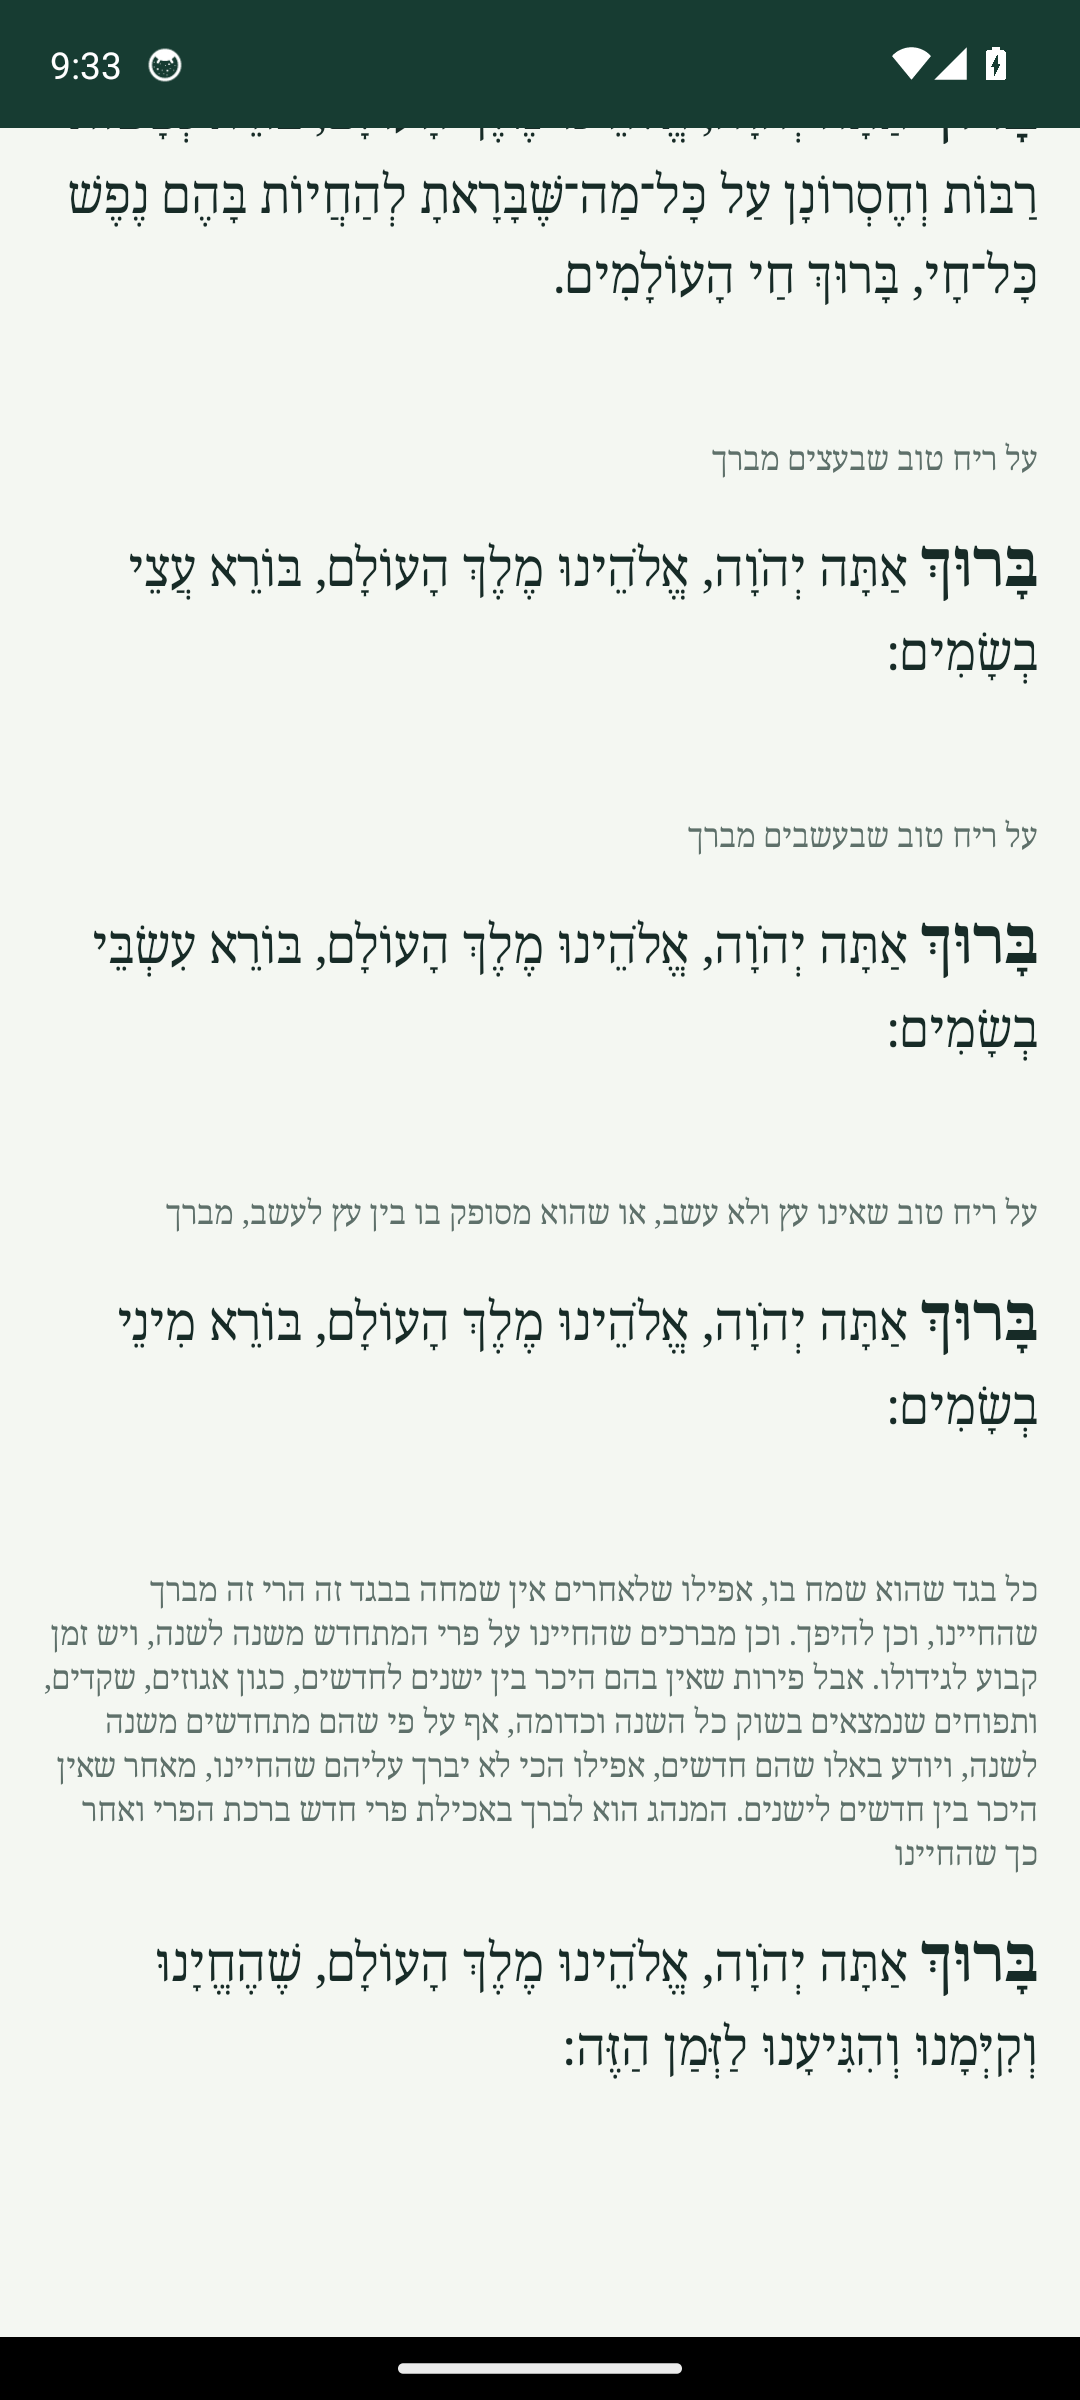 9:33
רַבּוֹת וְחֶסְרוֹנָן עַל כָּל־מַה־שֶּׁבָּרָאתָ לְהַחֲיוֹת בָּהֶם נֶפֶשׁ
כָּל־חָי, בָּרוּךְ חַי הָעוֹלָמִים.
על ריח טוב שבעצים מברך
בָּרוּךְ אַתָּה יְהֹוָה, אֱלֹהֵינוּ מֶלֶךְ הָעוֹלָם, בּוֹרֵא עֲצֵי
בְשָׂמִים:
על ריח טוב שבעשבים מברך
בָּרוּךְ אַתָּה יְהֹוָה, אֱלֹהֵינוּ מֶלֶךְ הָעוֹלָם, בּוֹרֵא עִשְׂבֵּי
בְשָׂמִים:
על ריח טוב שאינו עץ ולא עשב, או שהוא מסופק בו בין עץ לעשב, מברך
בָּרוּךְ אַתָּה יְהֹוָה, אֱלֹהֵינוּ מֶלֶךְ הָעוֹלָם, בּוֹרֵא מִינֵי
בְשָׂמִים:
כל בגד שהוא שמח בו, אפילו שלאחרים אין שמחה בבגד זה הרי זה מברך
שהחיינו, וכן להיפך. וכן מברכים שהחיינו על פרי המתחדש משנה לשנה, ויש זמן
קבוע לגידולו. אבל פירות שאין בהם היכר בין ישנים לחדשים, כגון אגוזים, שקדים,
ותפוחים שנמצאים בשוק כל השנה וכדומה, אף על פי שהם מתחדשים משנה
לשנה, ויודע באלו שהם חדשים, אפילו הכי לא יברך עליהם שהחיינו, מאחר שאין
היכר בין חדשים לישנים. המנהג הוא לברך באכילת פרי חדש ברכת הפרי ואחר
כך שהחיינו
בָּרוּךְ אַתָּה יְהֹוָה, אֱלֹהֵינוּ מֶלֶךְ הָעוֹלָם, שֶׁהֶחֱיָנוּ
וְקִיְּמָנוּ וְהִגִּיעָנוּ לַזְּמַן הַזֶּה: